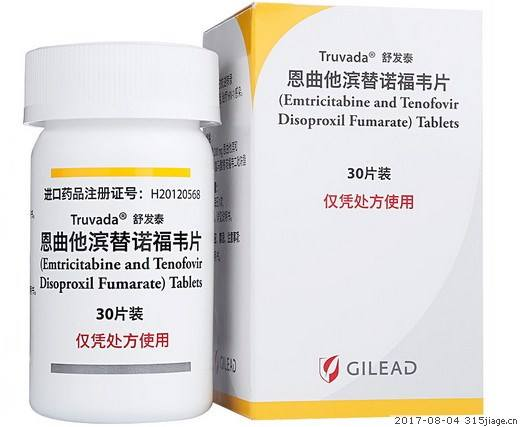 进口药品注册证号：H20120568
Truvada® 舒发泰
恩曲他滨替诺福韦片
(Emtricitabine and Tenofovir
Disoproxil Fumarate) Tablets
30片装
仅凭处方使用
Truvada® 舒发泰
恩曲他滨替诺福韦片
(Emtricitabine and Tenofovir
Disoproxil Fumarate) Tablets
30片装
仅凭处方使用
GILEAD
2017-08-04 315jiage.cn